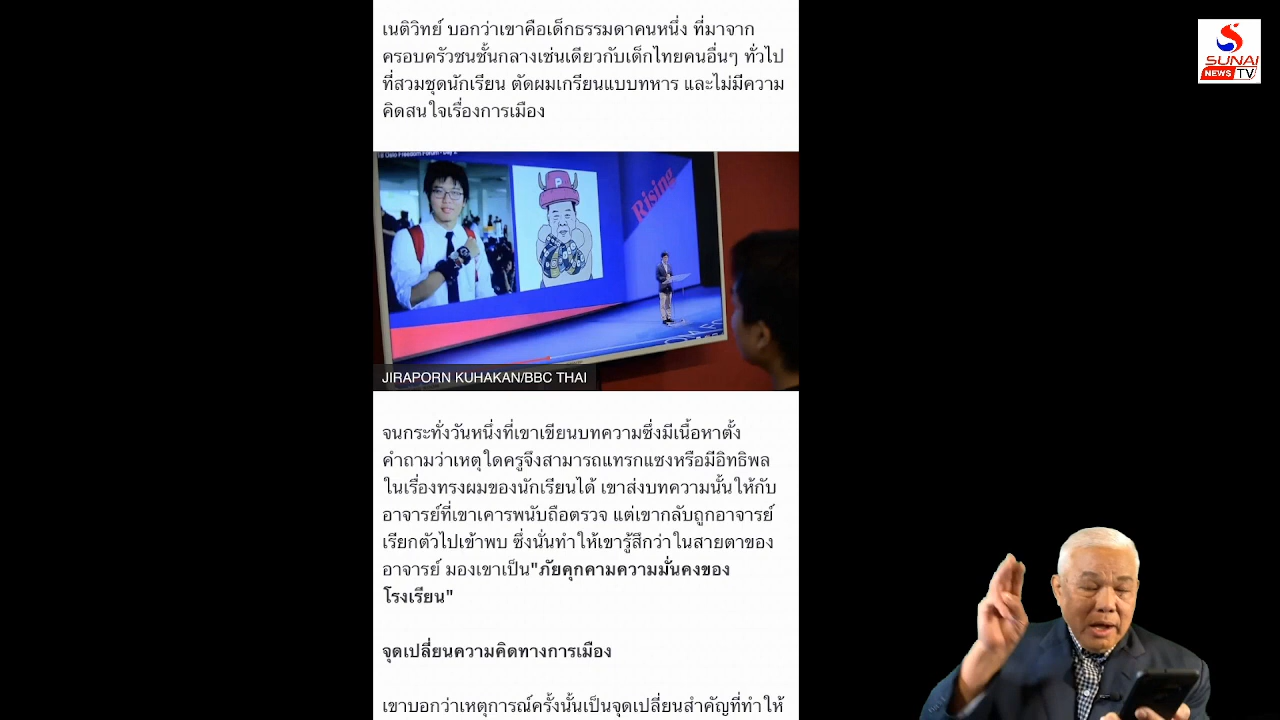 เนติวิทย์ บอกว่าเขาคือเด็กธรรมดาคนหนึ่ง ที่มาจาก
ครอบครัวชนชั้นกลางเช่นเดียวกับเด็กไทยคนอื่นๆ ทั่วไป
ที่สวมชุดนักเรียน ตัดผมเกรียนแบบทหาร และไม่มีความ
คิดสนใจเรื่องการเมือง
SUNAI
NEWS TV
Oslo Freedom Forum
Rising
P
JIRAPORN KUHAKAN/BBC THAI
จนกระทั่งวันหนึ่งที่เขาเขียนบทความซึ่งมีเนื้อหาตั้ง
คำถามว่าเหตุใดครูจึงสามารถแทรกแซงหรือมีอิทธิพล
ในเรื่องทรงผมของนักเรียนได้ เขาส่งบทความนั้นให้กับ
อาจารย์ที่เขาเคารพนับถือตรวจ แต่เขากลับถูกอาจารย์
เรียกตัวไปเข้าพบ ซึ่งนั่นทำให้เขารู้สึกว่าในสายตาของ
อาจารย์ มองเขาเป็น"ภัยคุกคามความมั่นคงของ
โรงเรียน"
จุดเปลี่ยนความคิดทางการเมือง
เขาบอกว่าเหตุการณ์ครั้งนั้นเป็นจุดเปลี่ยนสำคัญที่ทำให้